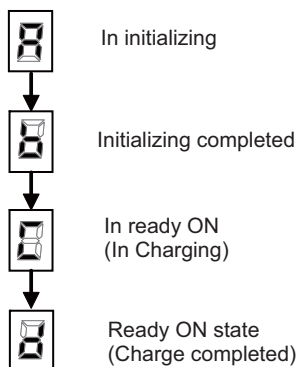 A
In initializing
b
Initializing completed
C
In ready ON
(In Charging)
d
Ready ON state
(Charge completed)